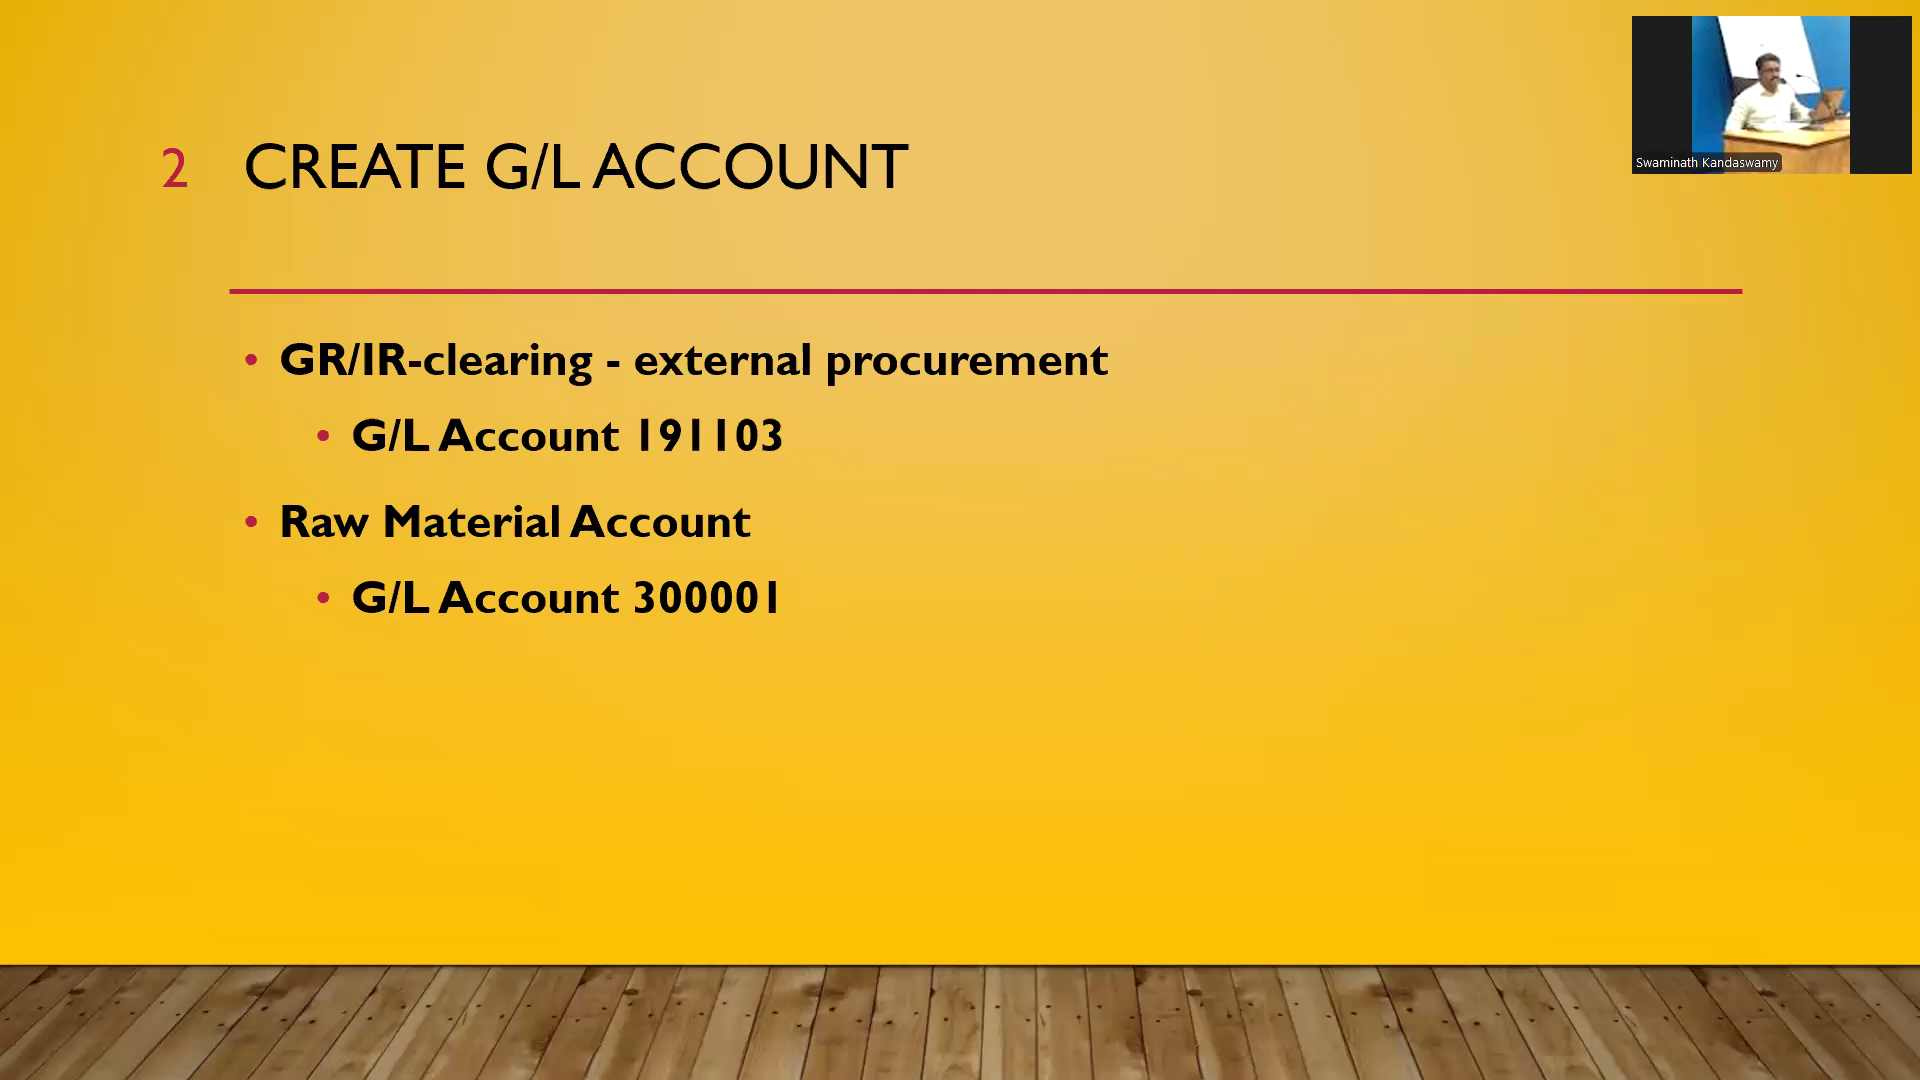 Swaminath Kandaswamy
2 CREATE G/L ACCOUNT
• GR/IR-clearing - external procurement
• G/L Account 191103
• Raw Material Account
• G/L Account 300001